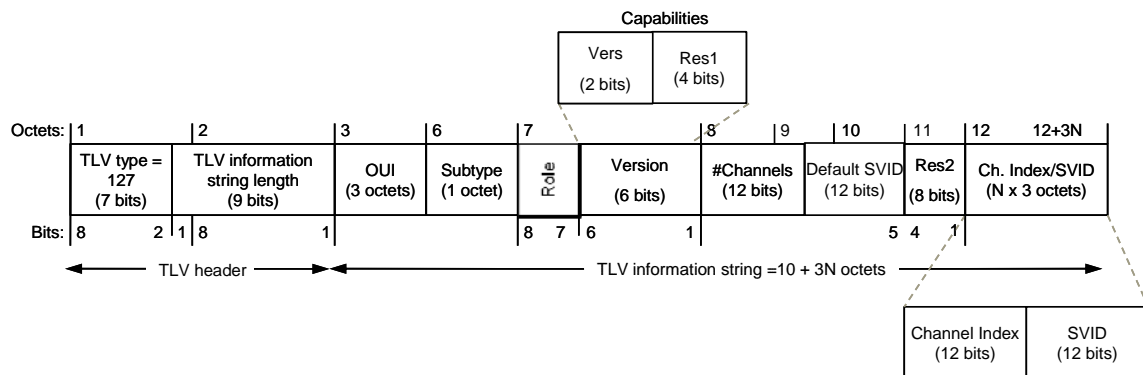 Capabilities
Vers
(2 bits)
Res1
(4 bits)
Octets: 1 2 3 6 7 8 9 10 11 12 12+3N
TLV type =
127
(7 bits)
TLV information
string length
(9 bits)
OUI
(3 octets)
Subtype
(1 octet)
Role
Version
(6 bits)
#Channels
(12 bits)
Default SVID
(12 bits)
Res2
(8 bits)
Ch. Index/SVID
(N x 3 octets)
Bits: 8 2 1 8 1 8 7 6 1 5 4 1
TLV header
TLV information string =10 + 3N octets
Channel Index
(12 bits)
SVID
(12 bits)